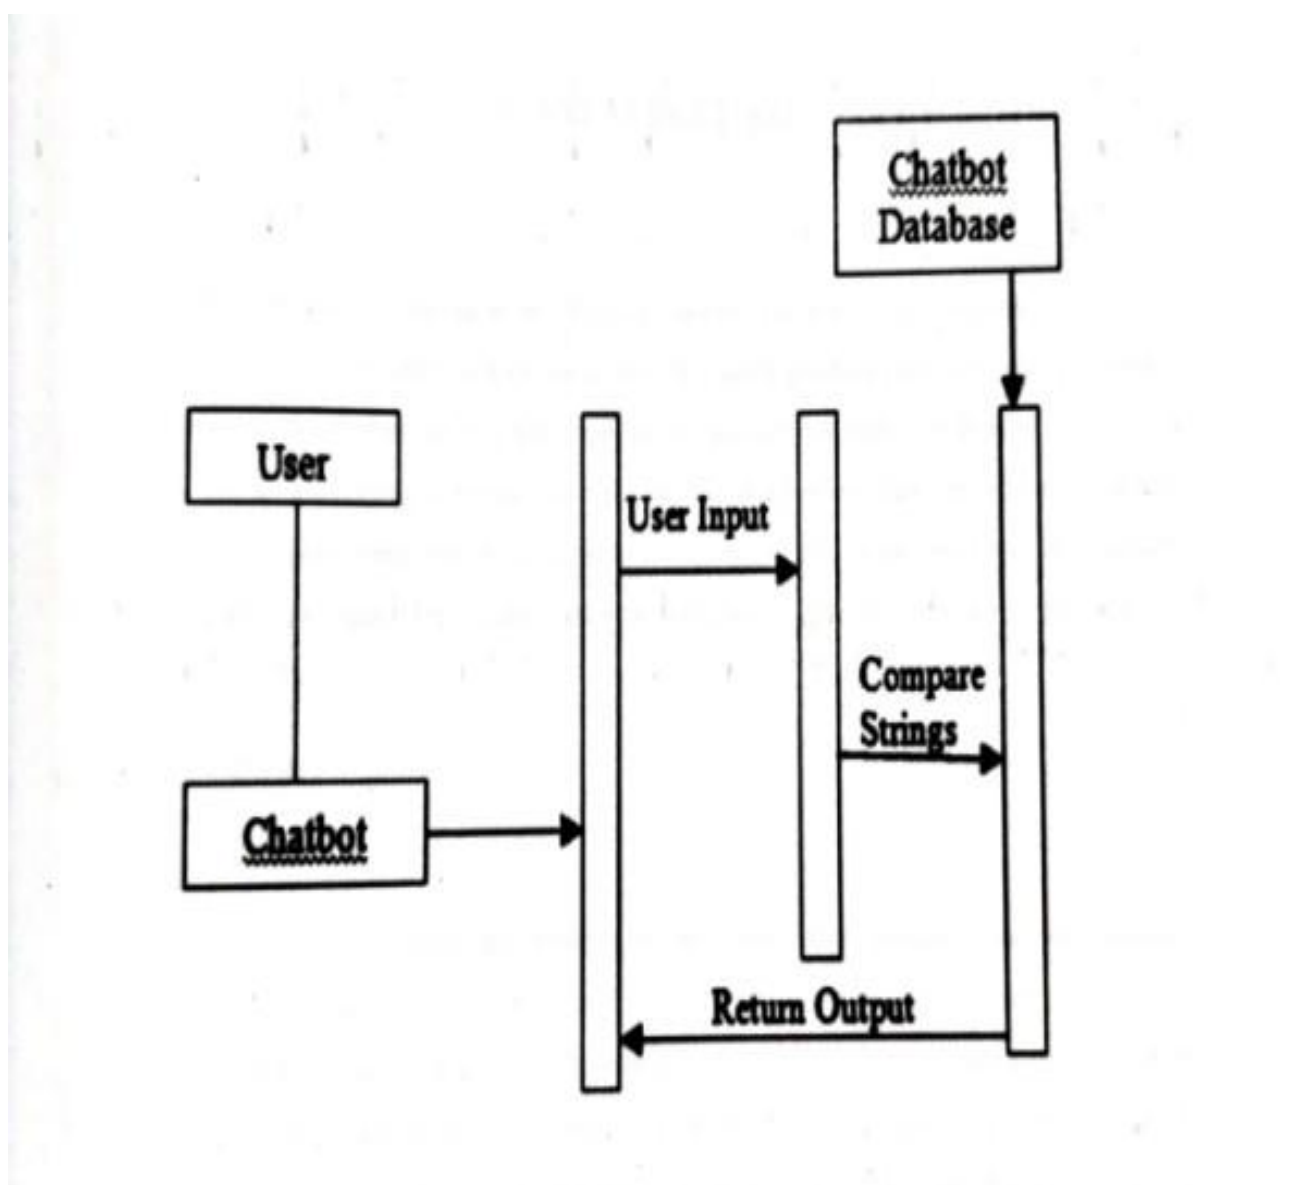 Chatbot
Database
User
User Input
Compare
Strings
Chatbot
Return Output